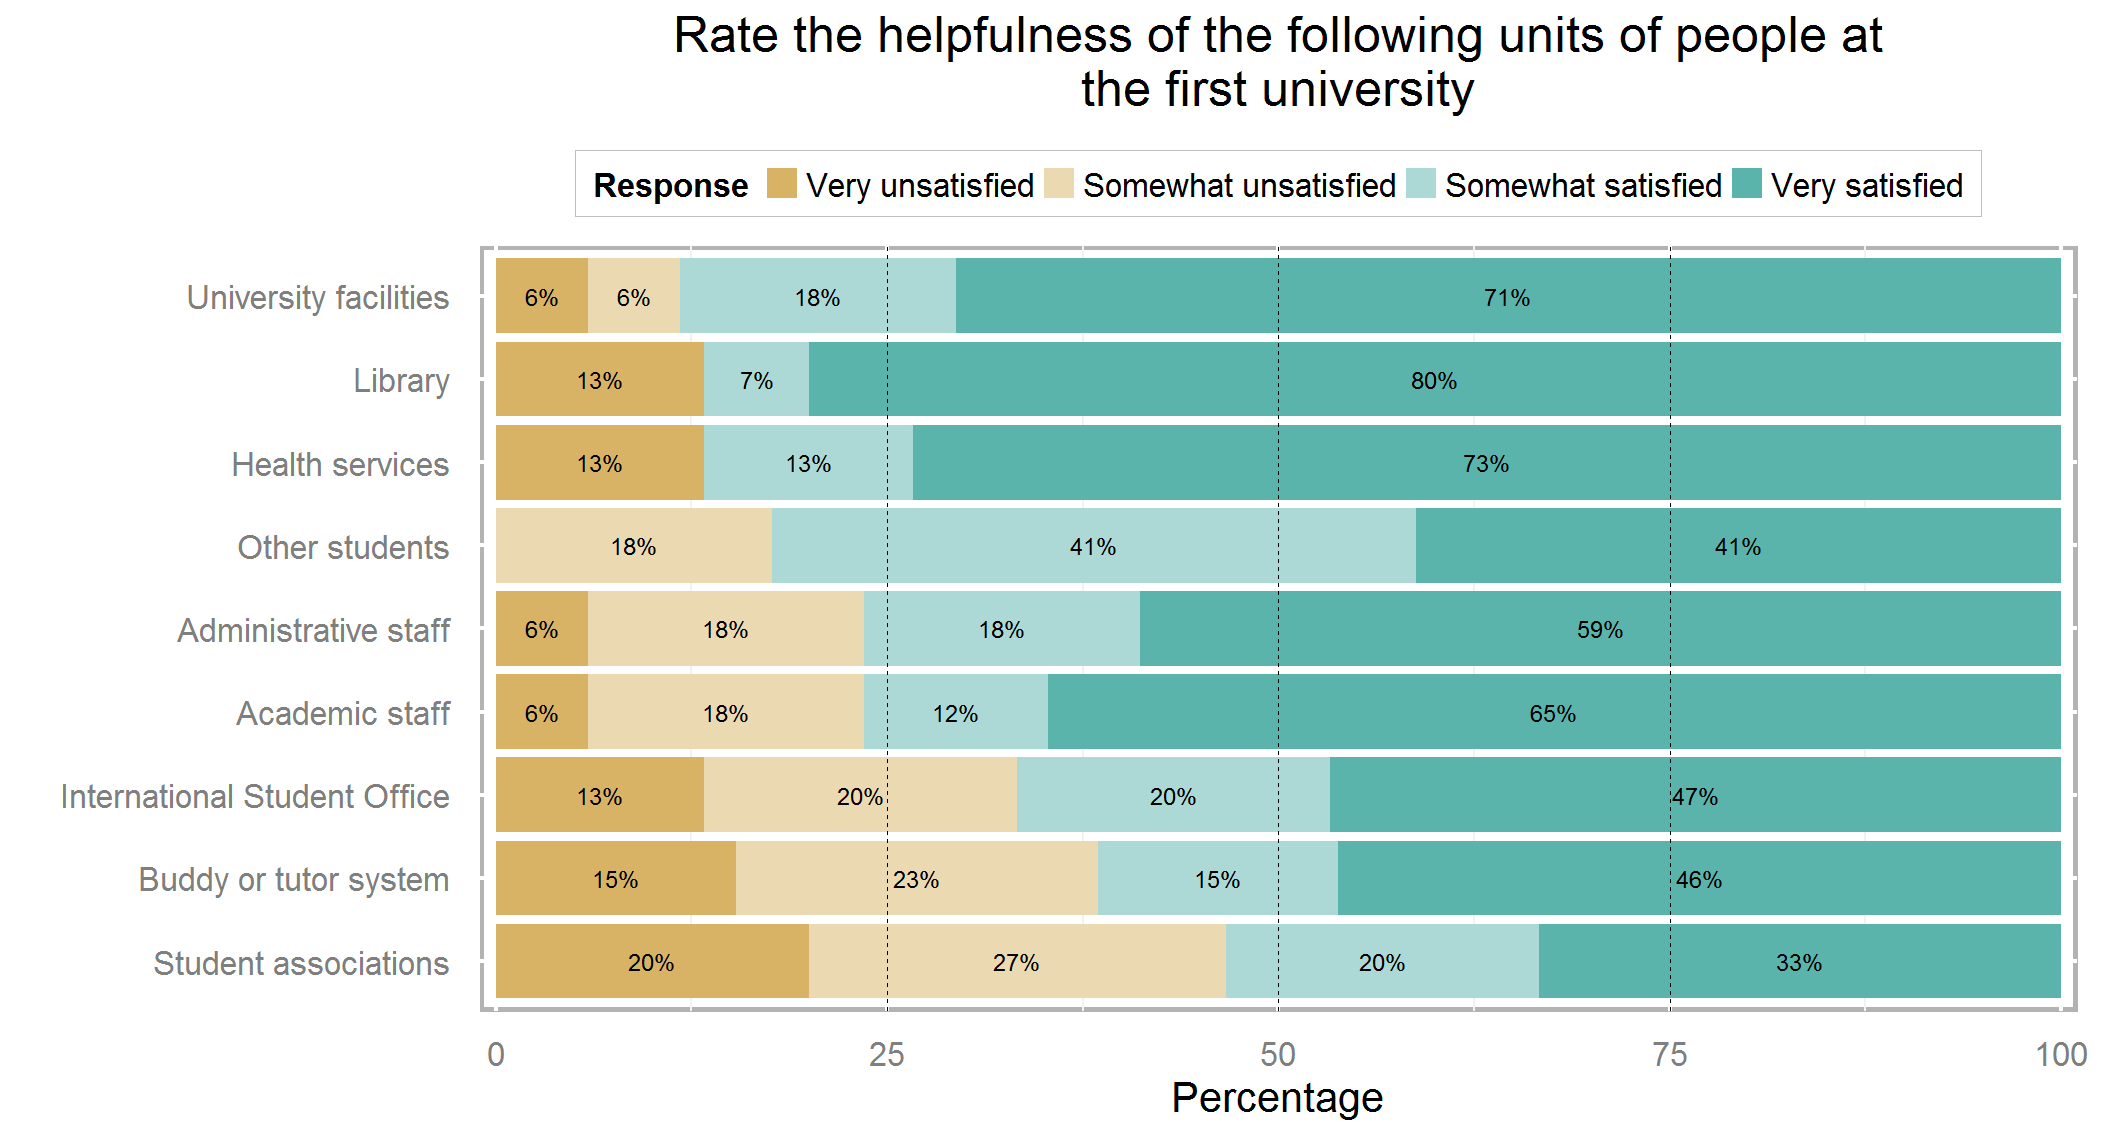 Rate the helpfulness of the following units of people at
the first university
Response Very unsatisfied Somewhat unsatisfied Somewhat satisfied Very satisfied
University facilities 6% 6% 18% 71%
Library 13% 7% 80%
Health services 13% 13% 73%
Other students 18% 41% 41%
Administrative staff 6% 18% 18% 59%
Academic staff 6% 18% 12% 65%
International Student Office 13% 20% 20% 47%
Buddy or tutor system 15% 23% 15% 46%
Student associations 20% 27% 20% 33%
0 25 50 75 100
Percentage